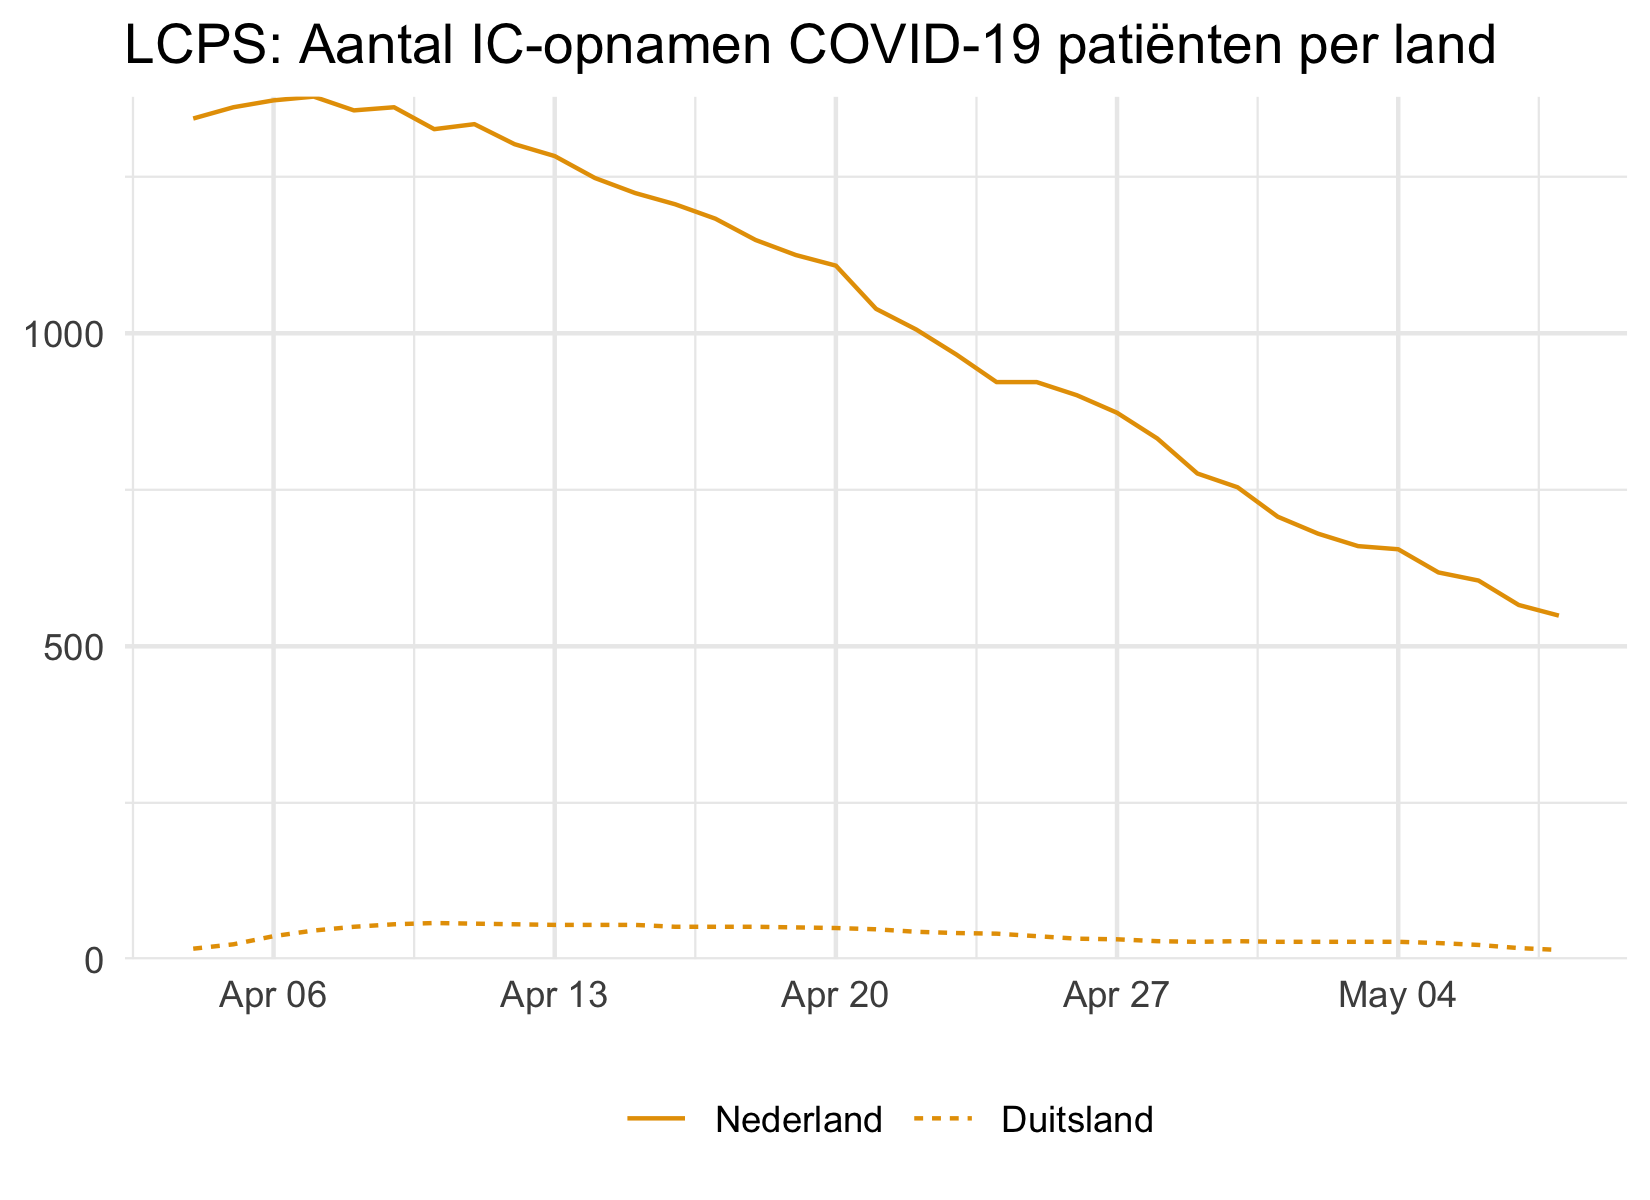 LCPS: Aantal IC-opnamen COVID-19 patiënten per land
1000
500
0
Apr 06 Apr 13 Apr 20 Apr 27 May 04
Nederland Duitsland